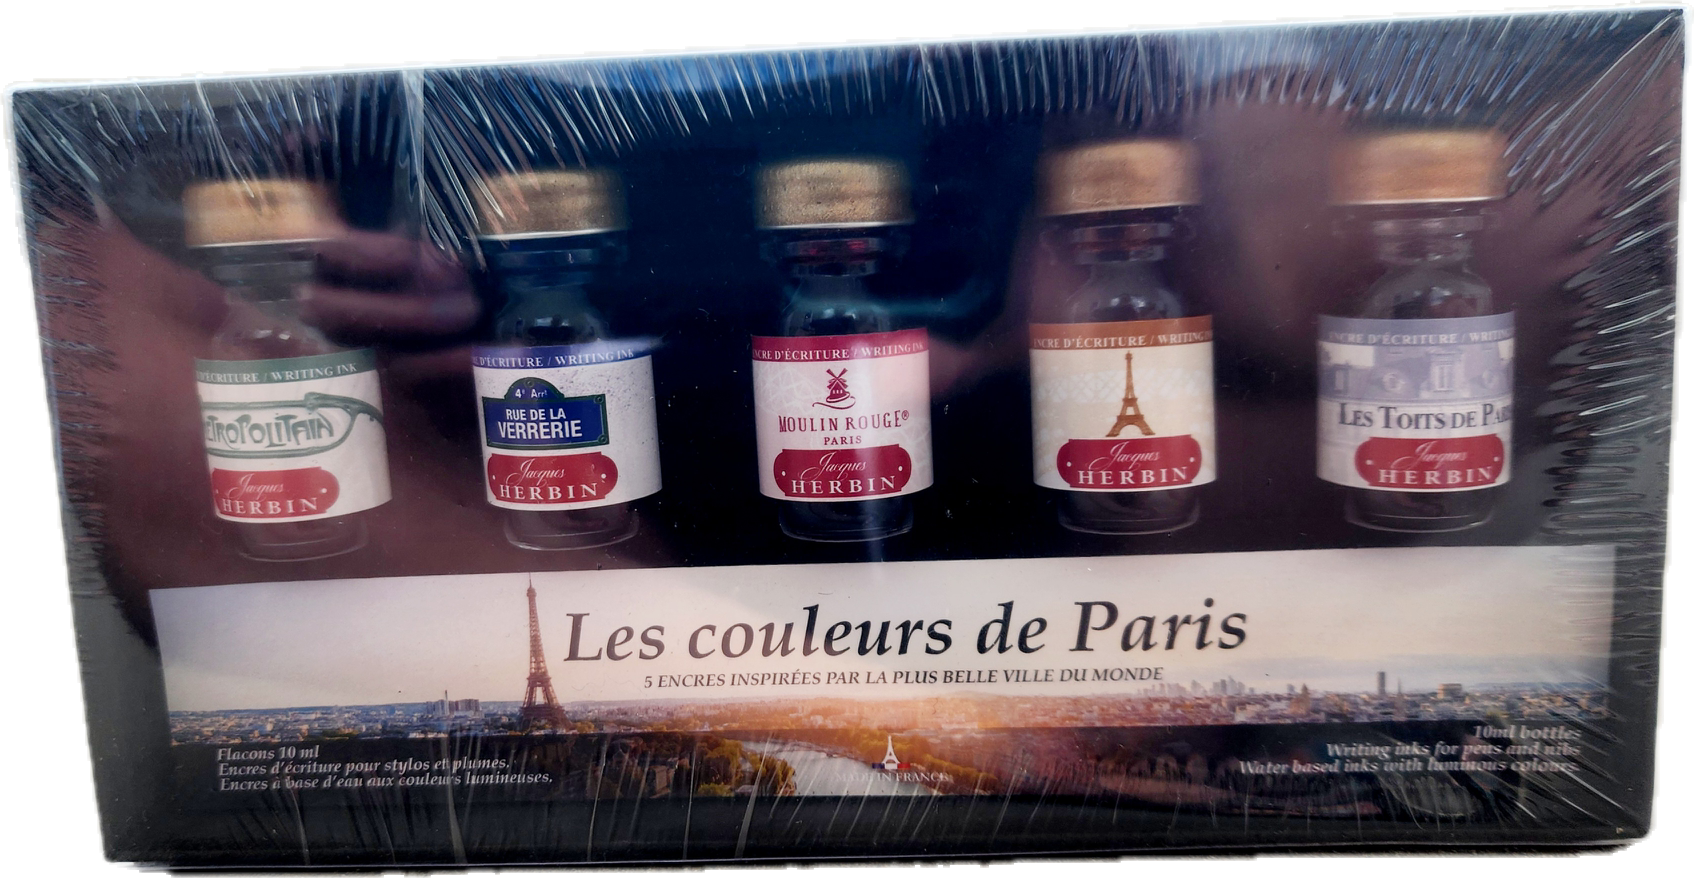 D'ÉCRITURE / WRITING INK
Jacques
HERBIN
D'ÉCRITURE / WRITING INK
4e Arrt
RUE DE LA
VERRERIE
Jacques
HERBIN
ENCRE D'ÉCRITURE / WRITING INK
MOULIN ROUGE®
PARIS
Jacques
HERBIN
ENCRE D'ÉCRITURE / WRITING INK
Jacques
HERBIN
ENCRE D'ÉCRITURE / WRITING INK
LES TOITS DE PA
Jacques
HERBIN
Les couleurs de Paris
5 ENCRES INSPIRÉES PAR LA PLUS BELLE VILLE DU MONDE
Flacons 10 ml
Encres d'écriture pour stylos et plumes.
Encres à base d'eau aux couleurs lumineuses.
MADE IN FRANCE
10ml bottles
Writing inks for pens and nibs
Water based inks with luminous colours.